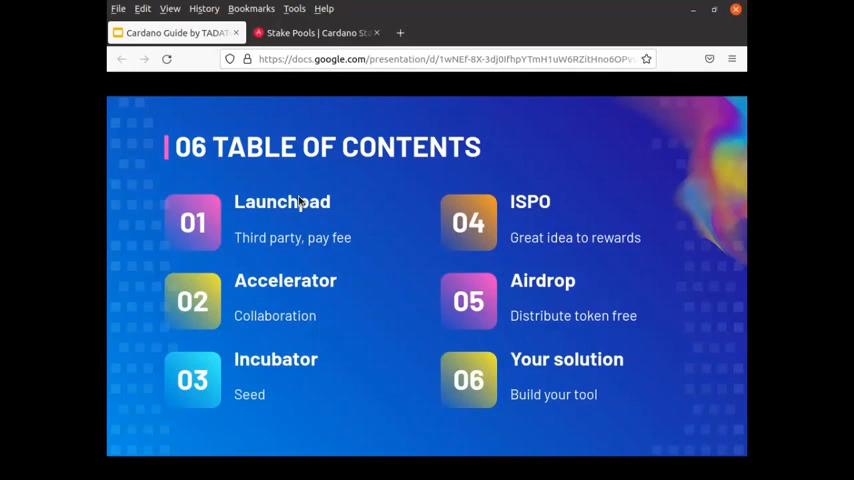 File Edit View History Bookmarks Tools Help
Cardano Guide by TADAT
Stake Pools | Cardano Sta
https://docs.google.com/presentation/d/1wNEf-8X-3dj0IfhpYTmH1uW6RZitHno6OPv
06 TABLE OF CONTENTS
01
Launchpad
Third party, pay fee
02
Accelerator
Collaboration
03
Incubator
Seed
04
ISPO
Great idea to rewards
05
Airdrop
Distribute token free
06
Your solution
Build your tool